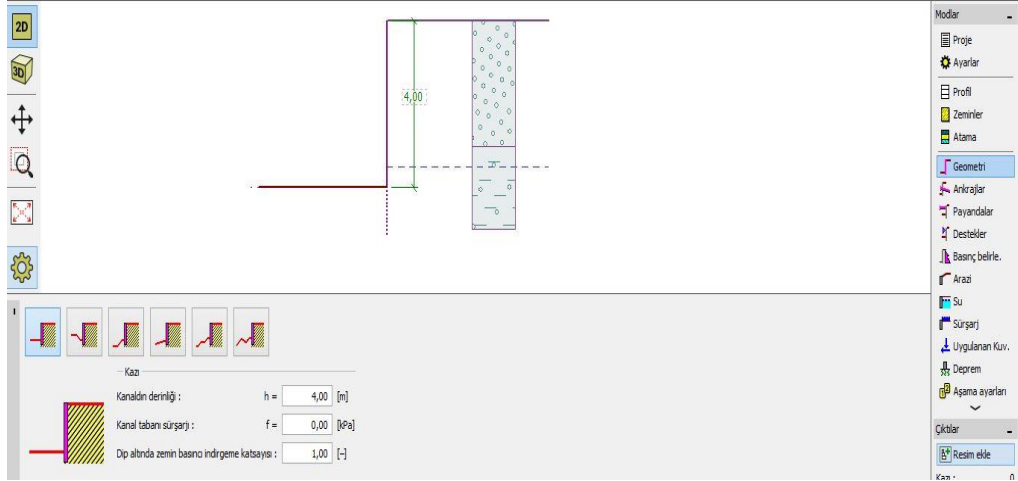 2D
3D
4,00
Kazı
Kanaldın derinliği :
h =
4,00
[m]
Kanal tabanı sürşarjı :
f =
0,00
[kPa]
Dip altında zemin basıncı indirgeme katsayısı :
1,00
[–]
Modlar
Proje
Ayarlar
Profil
Zeminler
Atama
Geometri
Ankrajlar
Payandalar
Destekler
Basınç belirle.
Arazi
Su
Sürşarj
Uygulanan Kuv.
Deprem
Aşama ayarları
Çıktılar
Resim ekle
Kazı :
0